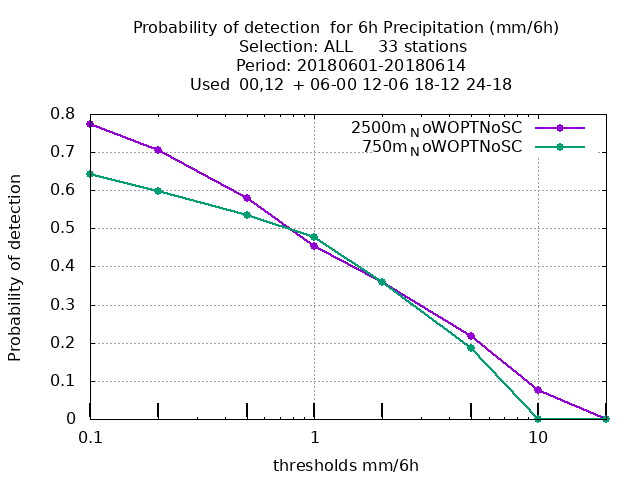 Probability of detection  for 6h Precipitation (mm/6h)
Selection: ALL     33 stations
Period: 20180601-20180614
Used  00,12  + 06-00 12-06 18-12 24-18
2500m_NoWOPTNoSC
750m_NoWOPTNoSC
Probability of detection
0.8
0.7
0.6
0.5
0.4
0.3
0.2
0.1
0
0.1
1
10
thresholds mm/6h